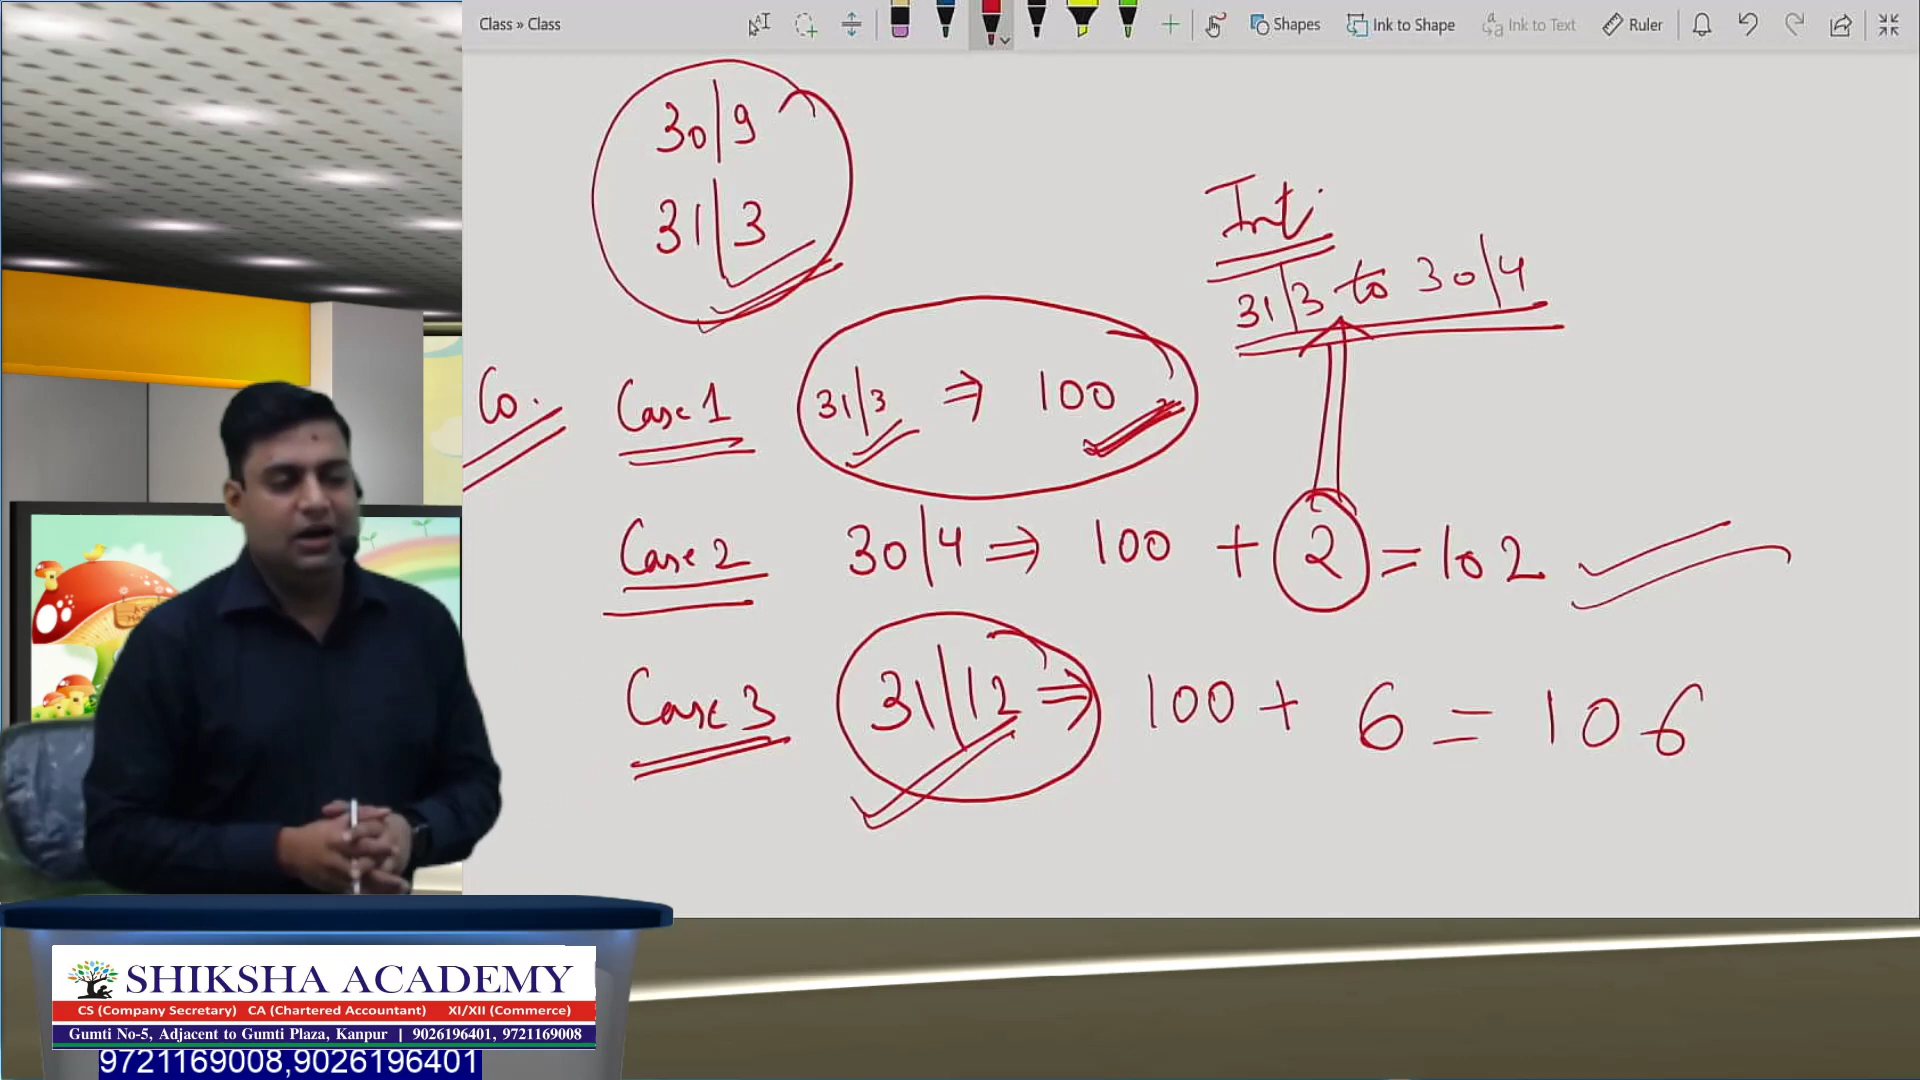 Class » Class
Shapes
Ink to Shape
Ink to Text
Ruler
30|9
31|3
Int.
31|3 to 30|4
Co. Case 1 31|3 ⇒ 100
Case 2 30|4 ⇒ 100 + 2 = 102
Case 3 31|12 ⇒ 100 + 6 = 106
SHIKSHA ACADEMY
CS (Company Secretary) CA (Chartered Accountant) XI/XII (Commerce)
Gumti No-5, Adjacent to Gumti Plaza, Kanpur | 9026196401, 9721169008
9721169008,9026196401